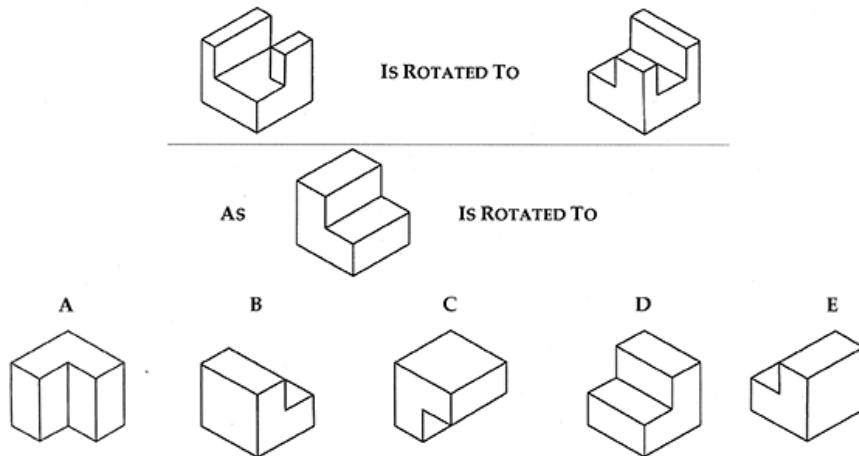 IS ROTATED TO
AS IS ROTATED TO
A B C D E